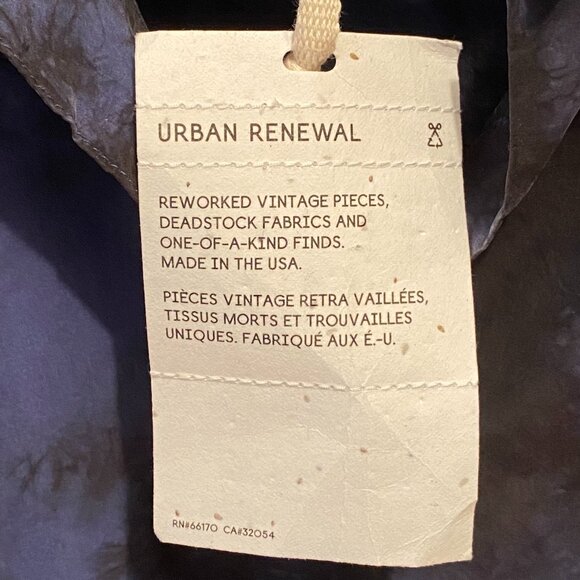 URBAN RENEWAL
REWORKED VINTAGE PIECES,
DEADSTOCK FABRICS AND
ONE-OF-A-KIND FINDS.
MADE IN THE USA.
PIÈCES VINTAGE RETRA VAILLÉES,
TISSUS MORTS ET TROUVAILLES
UNIQUES. FABRIQUÉ AUX É.-U.
RN#66170 CA#32054